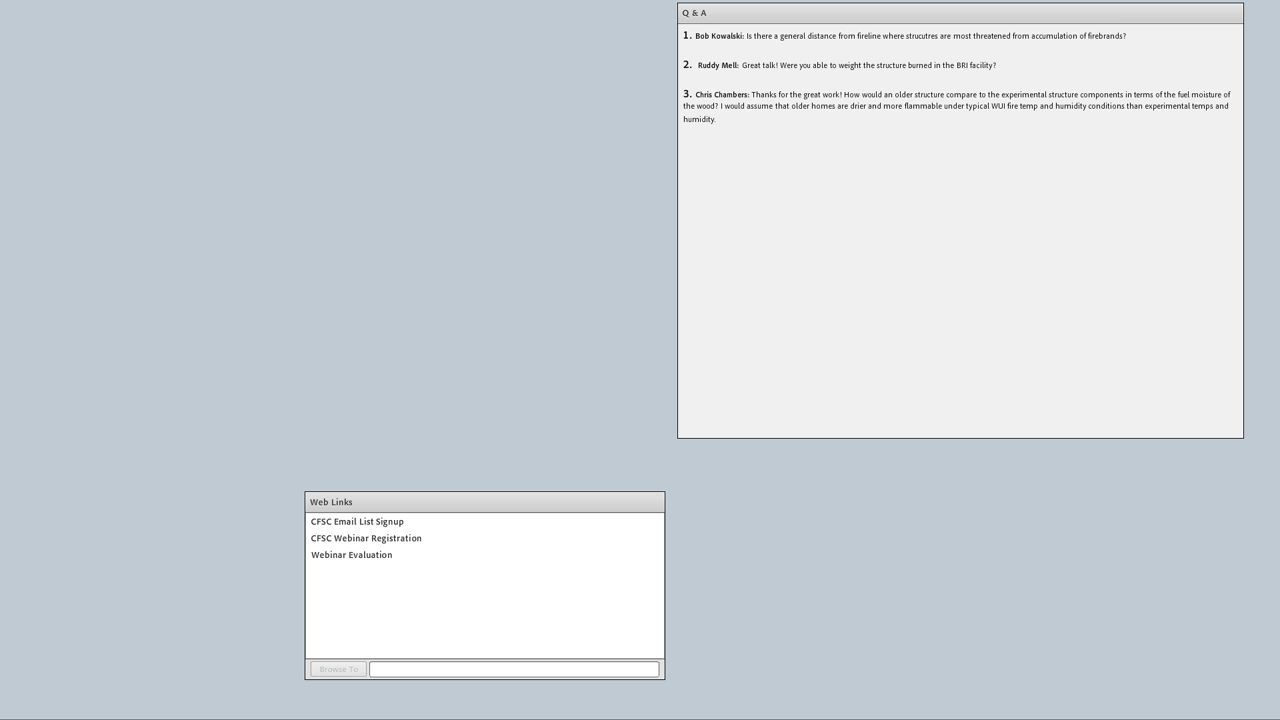 Q & A
1. Bob Kowalski: Is there a general distance from fireline where strucutres are most threatened from accumulation of firebrands?
2. Ruddy Mell: Great talk! Were you able to weight the structure burned in the BRI facility?
3. Chris Chambers: Thanks for the great work! How would an older structure compare to the experimental structure components in terms of the fuel moisture of
the wood? I would assume that older homes are drier and more flammable under typical WUI fire temp and humidity conditions than experimental temps and
humidity.
Web Links
CFSC Email List Signup
CFSC Webinar Registration
Webinar Evaluation
Browse To